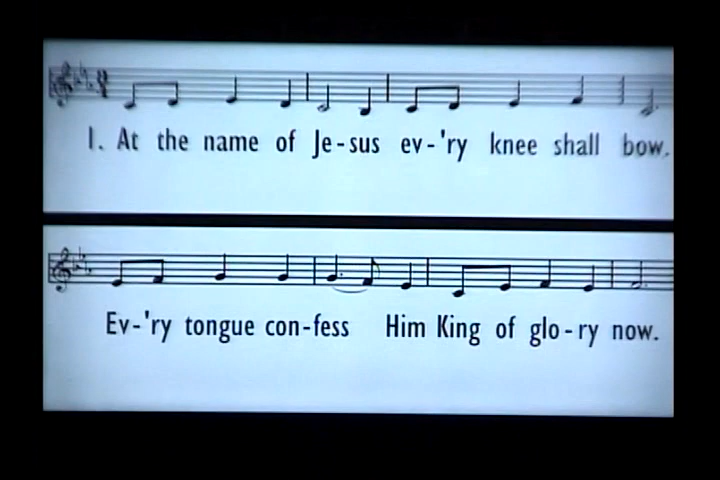 1. At the name of Je-sus ev-'ry knee shall bow.
Ev-'ry tongue con-fess Him King of glo-ry now.